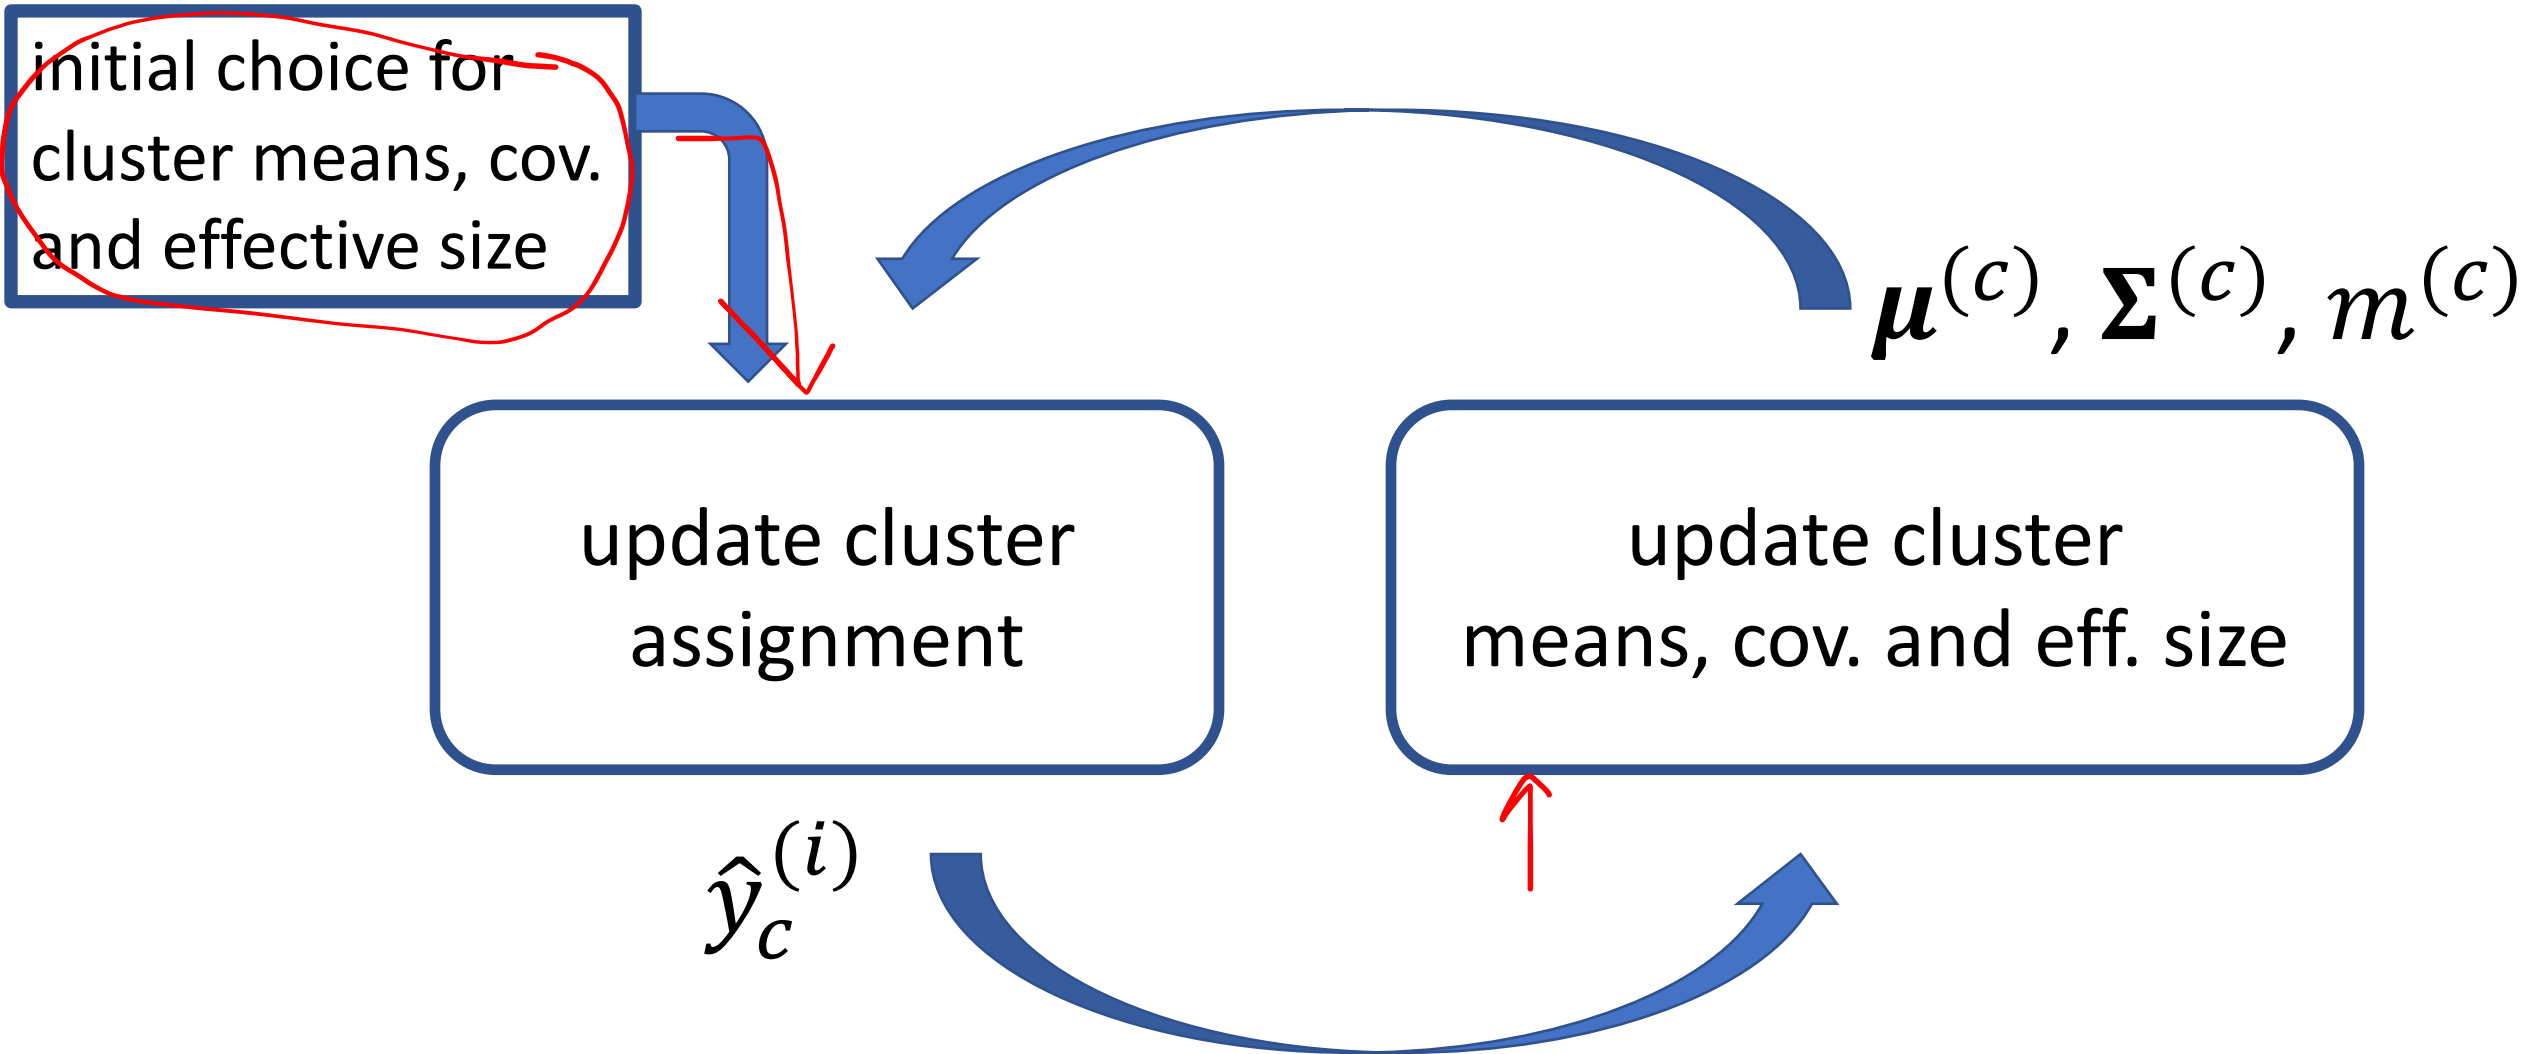 initial choice for
cluster means, cov.
and effective size
𝝁^(c), 𝚺^(c), m^(c)
update cluster
assignment
update cluster
means, cov. and eff. size
ŷ_c^(i)